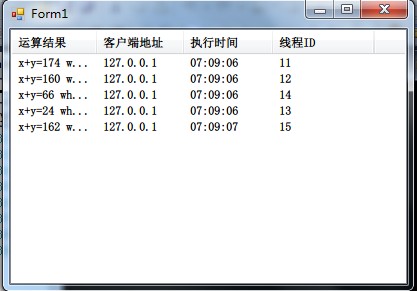 Form1
运算结果 客户端地址 执行时间 线程ID
x+y=174 w... 127.0.0.1 07:09:06 11
x+y=160 w... 127.0.0.1 07:09:06 12
x+y=66 wh... 127.0.0.1 07:09:06 14
x+y=24 wh... 127.0.0.1 07:09:06 13
x+y=162 w... 127.0.0.1 07:09:07 15